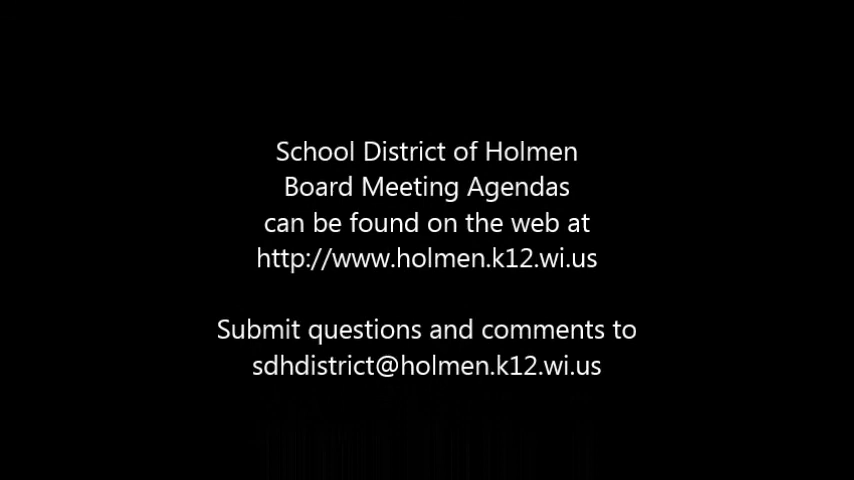 School District of Holmen
Board Meeting Agendas
can be found on the web at
http://www.holmen.k12.wi.us
Submit questions and comments to
sdhdistrict@holmen.k12.wi.us